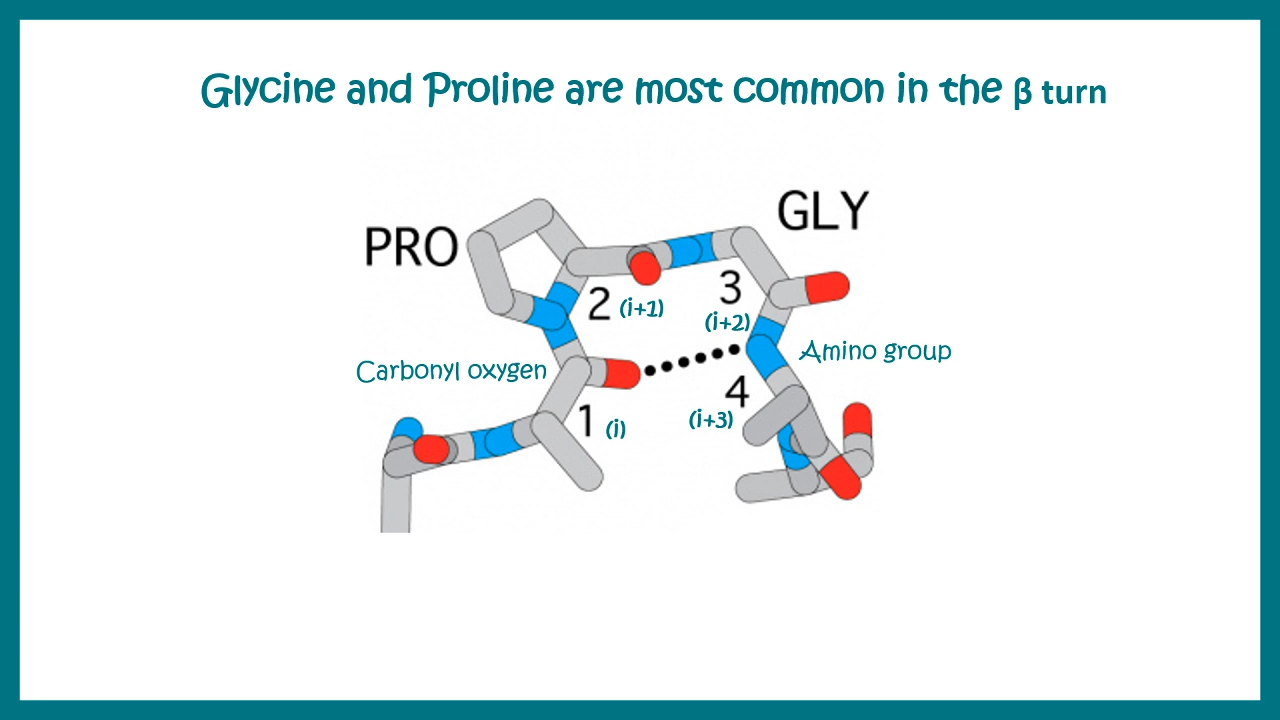 Glycine and Proline are most common in the β turn
GLY
PRO
3
2 (i+1)
(i+2)
Amino group
Carbonyl oxygen
4
1 (i)
(i+3)